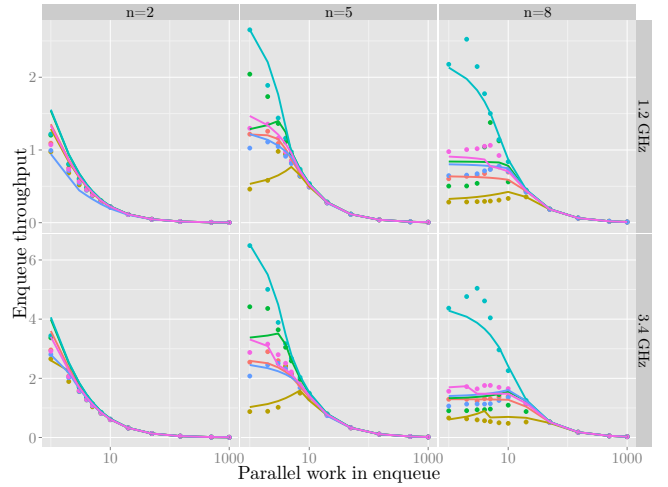 n=2 n=5 n=8
2
1
0
1.2 GHz
6
4
2
0
3.4 GHz
Enqueue throughput
10 1000 10 1000 10 1000
Parallel work in enqueue